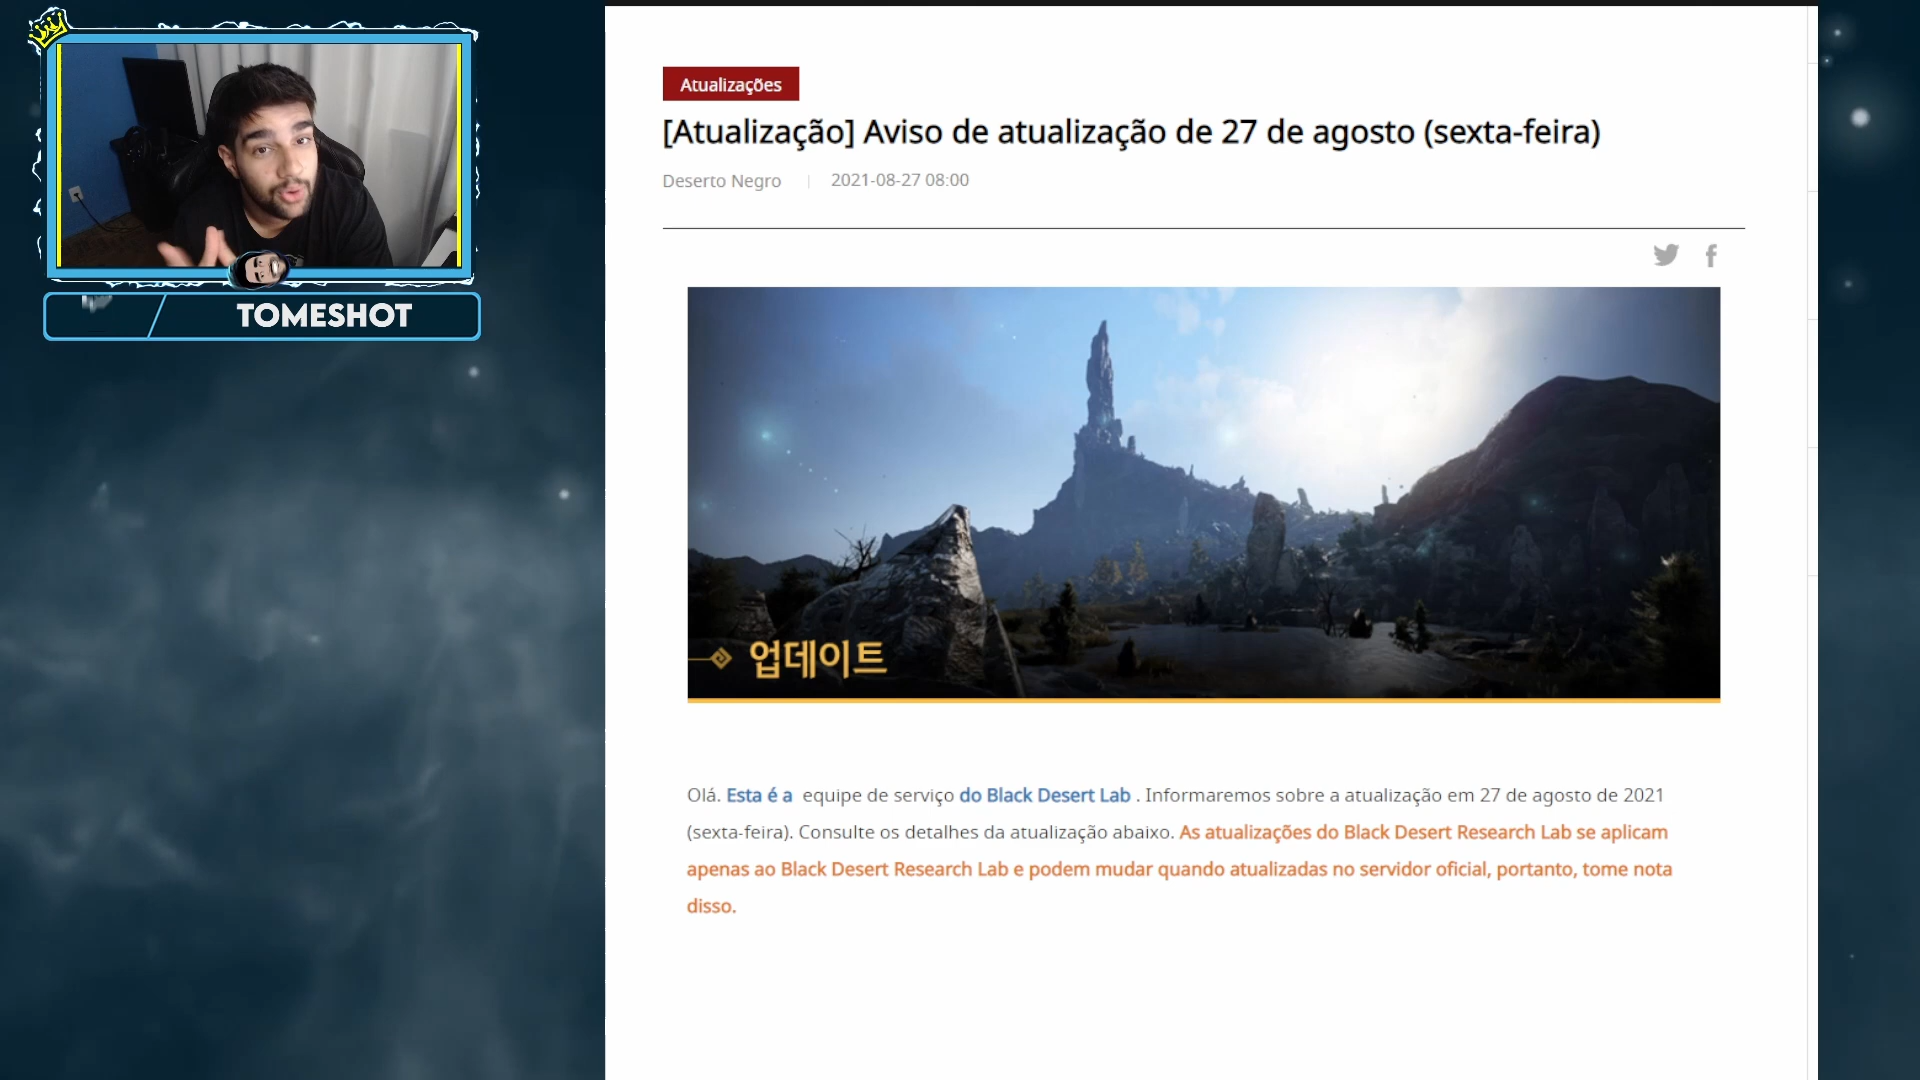 TOMESHOT
Atualizações
[Atualização] Aviso de atualização de 27 de agosto (sexta-feira)
Deserto Negro | 2021-08-27 08:00
업데이트
Olá. Esta é a equipe de serviço do Black Desert Lab . Informaremos sobre a atualização em 27 de agosto de 2021
(sexta-feira). Consulte os detalhes da atualização abaixo. As atualizações do Black Desert Research Lab se aplicam
apenas ao Black Desert Research Lab e podem mudar quando atualizadas no servidor oficial, portanto, tome nota
disso.